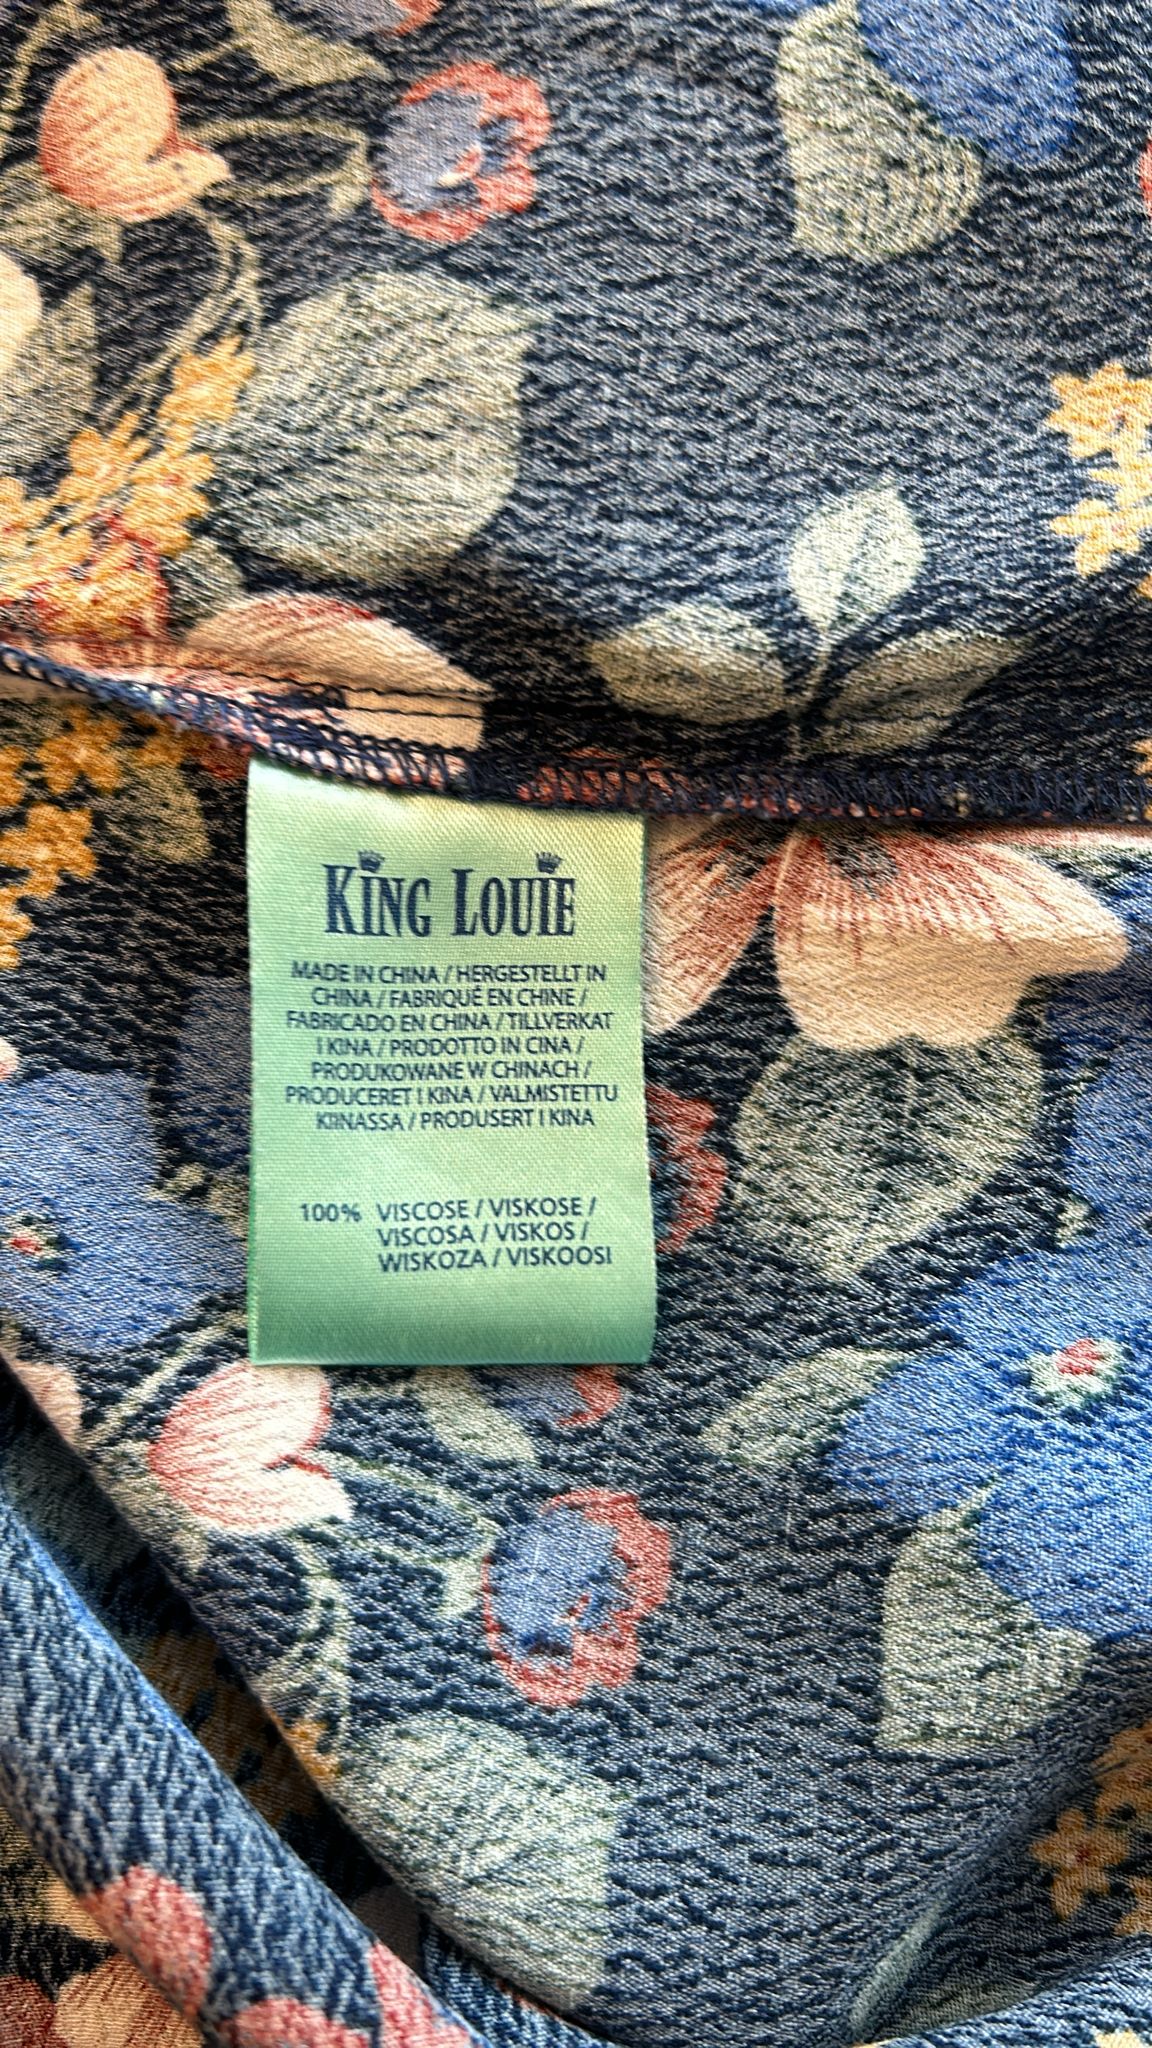 KING LOUIE
MADE IN CHINA / HERGESTELLT IN
CHINA / FABRIQUÉ EN CHINE /
FABRICADO EN CHINA / TILLVERKAT
I KINA / PRODOTTO IN CINA /
PRODUKOWANE W CHINACH /
PRODUCERET I KINA / VALMISTETTU
KIINASSA / PRODUSERT I KINA
100% VISCOSE / VISKOSE /
VISCOSA / VISKOS /
WISKOZA / VISKOOSI